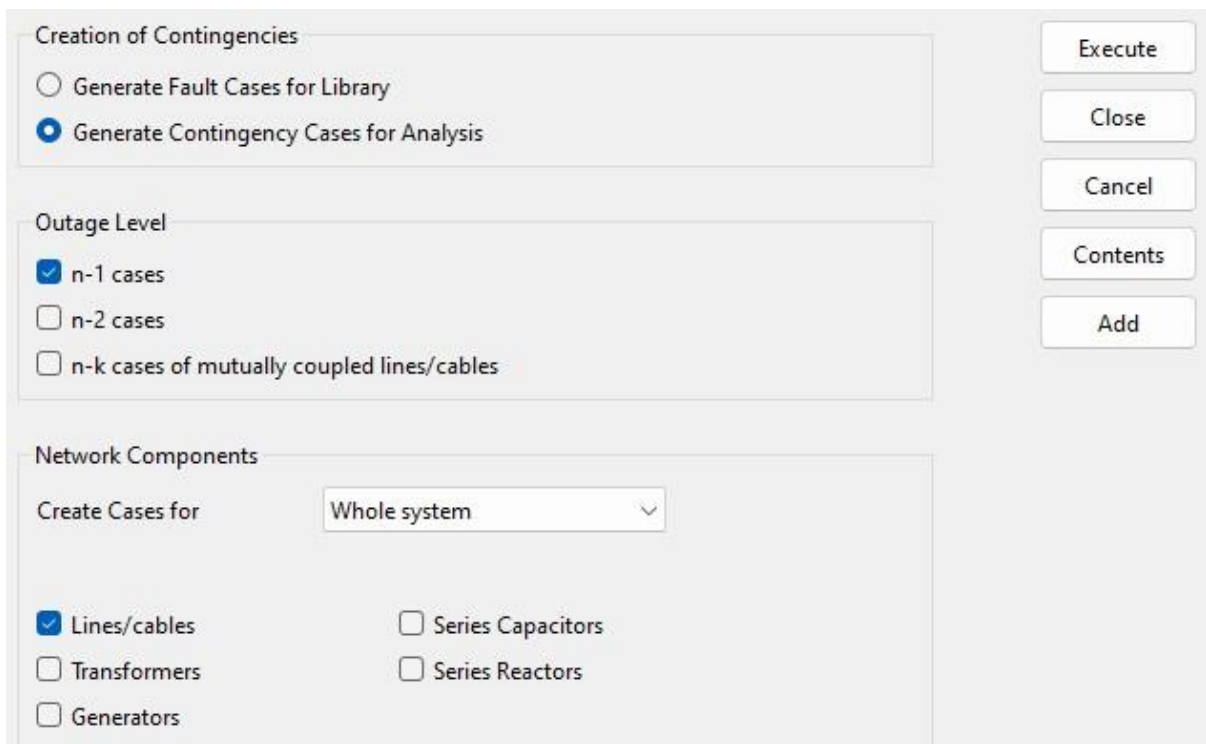 Creation of Contingencies
Generate Fault Cases for Library
Generate Contingency Cases for Analysis
Outage Level
n-1 cases
n-2 cases
n-k cases of mutually coupled lines/cables
Network Components
Create Cases for Whole system
Lines/cables Series Capacitors
Transformers Series Reactors
Generators
Execute
Close
Cancel
Contents
Add